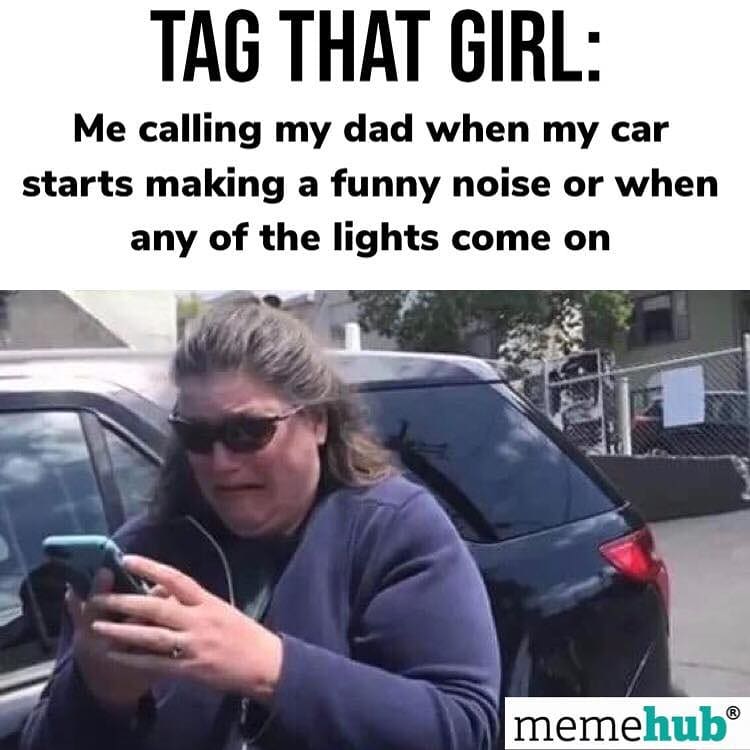 TAG THAT GIRL:
Me calling my dad when my car
starts making a funny noise or when
any of the lights come on
memehub®